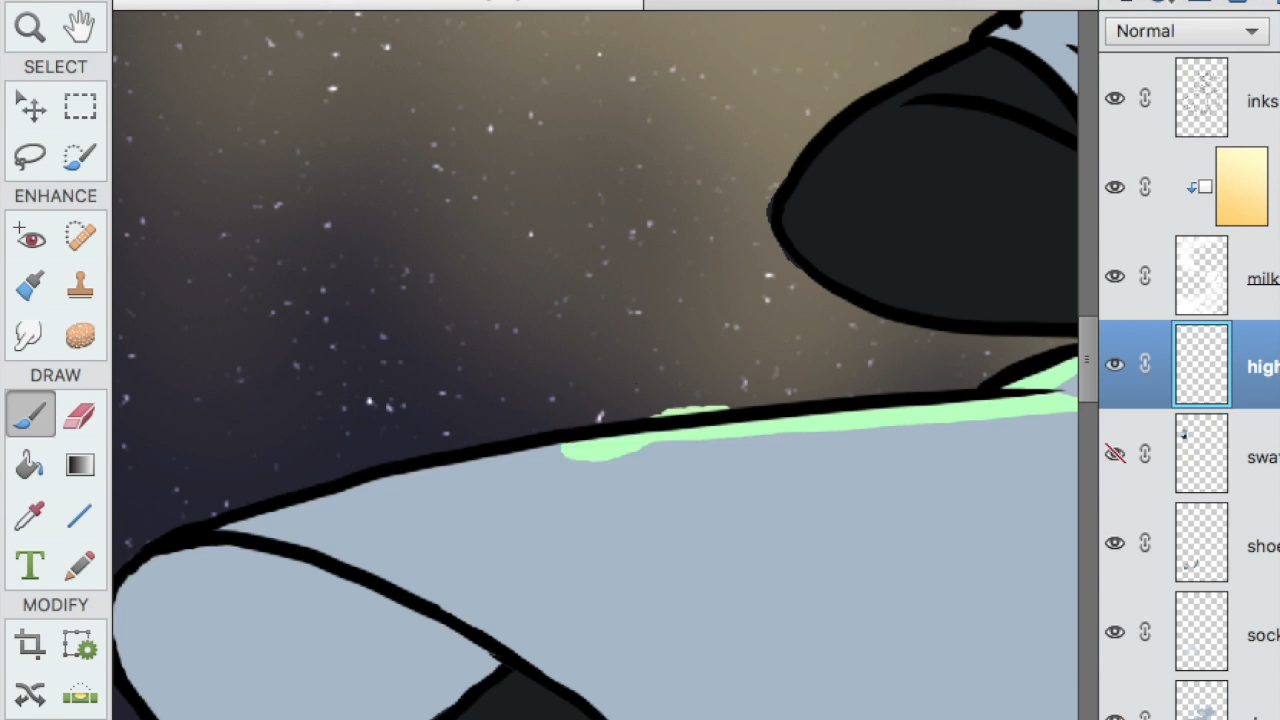 SELECT
ENHANCE
DRAW
T
MODIFY
Normal
inks
milk
high
swa
shoe
sock